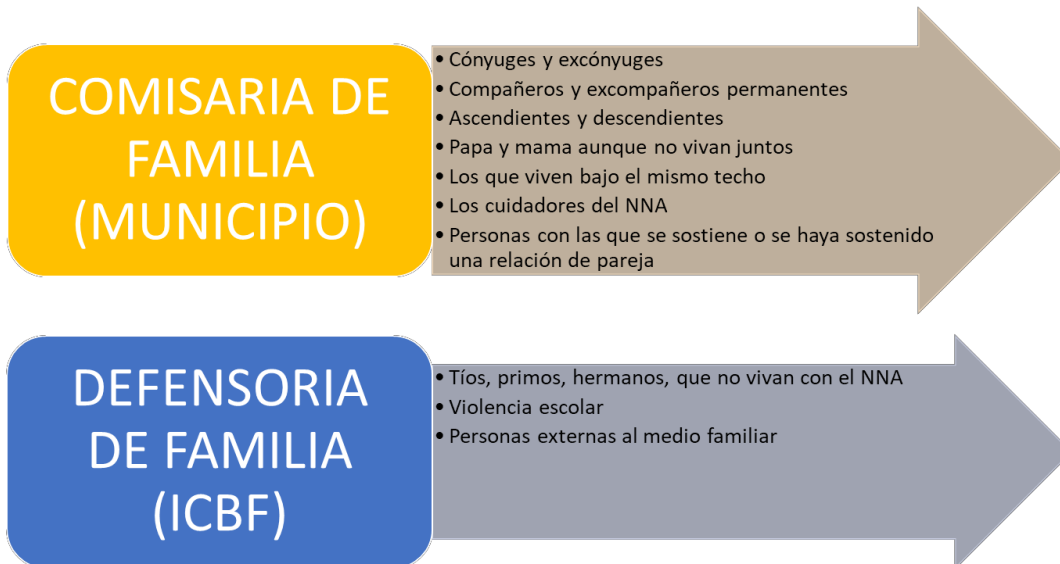 COMISARIA DE
FAMILIA
(MUNICIPIO)
• Cónyuges y excónyuges
• Compañeros y excompañeros permanentes
• Ascendientes y descendientes
• Papa y mama aunque no vivan juntos
• Los que viven bajo el mismo techo
• Los cuidadores del NNA
• Personas con las que se sostiene o se haya sostenido
una relación de pareja
DEFENSORIA
DE FAMILIA
(ICBF)
• Tíos, primos, hermanos, que no vivan con el NNA
• Violencia escolar
• Personas externas al medio familiar